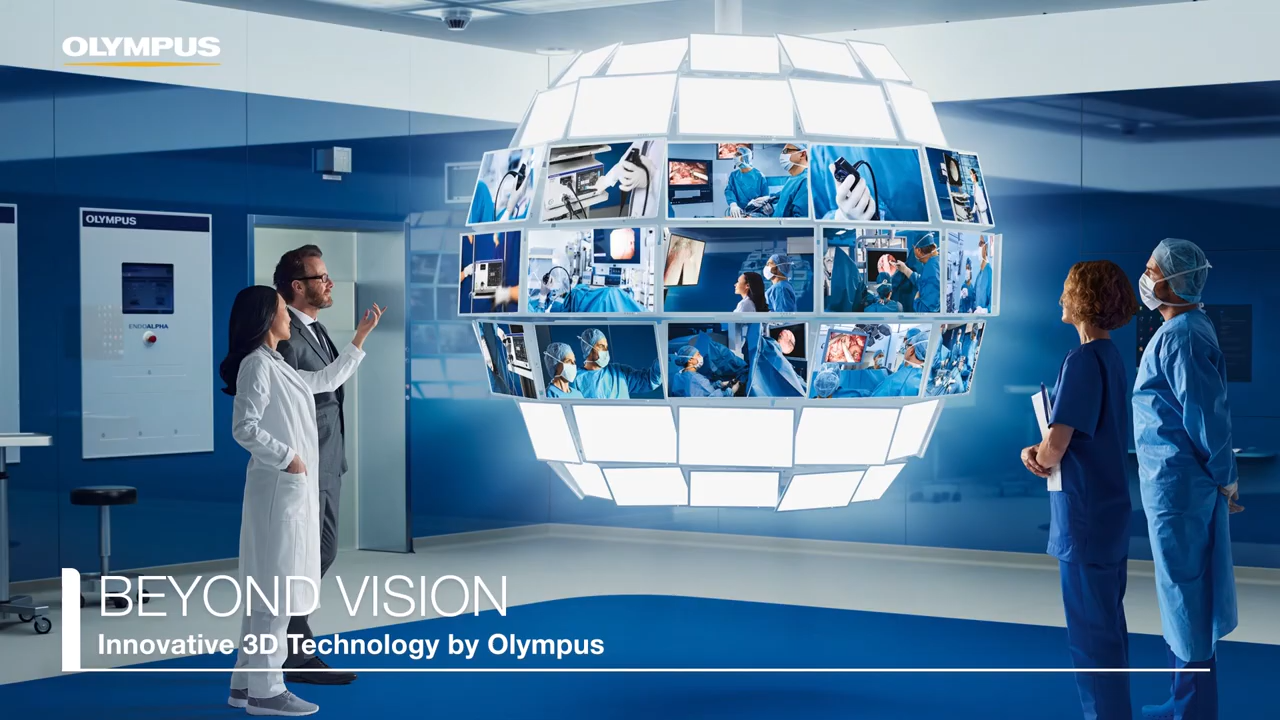 OLYMPUS
OLYMPUS
ENDOALPHA
BEYOND VISION
Innovative 3D Technology by Olympus